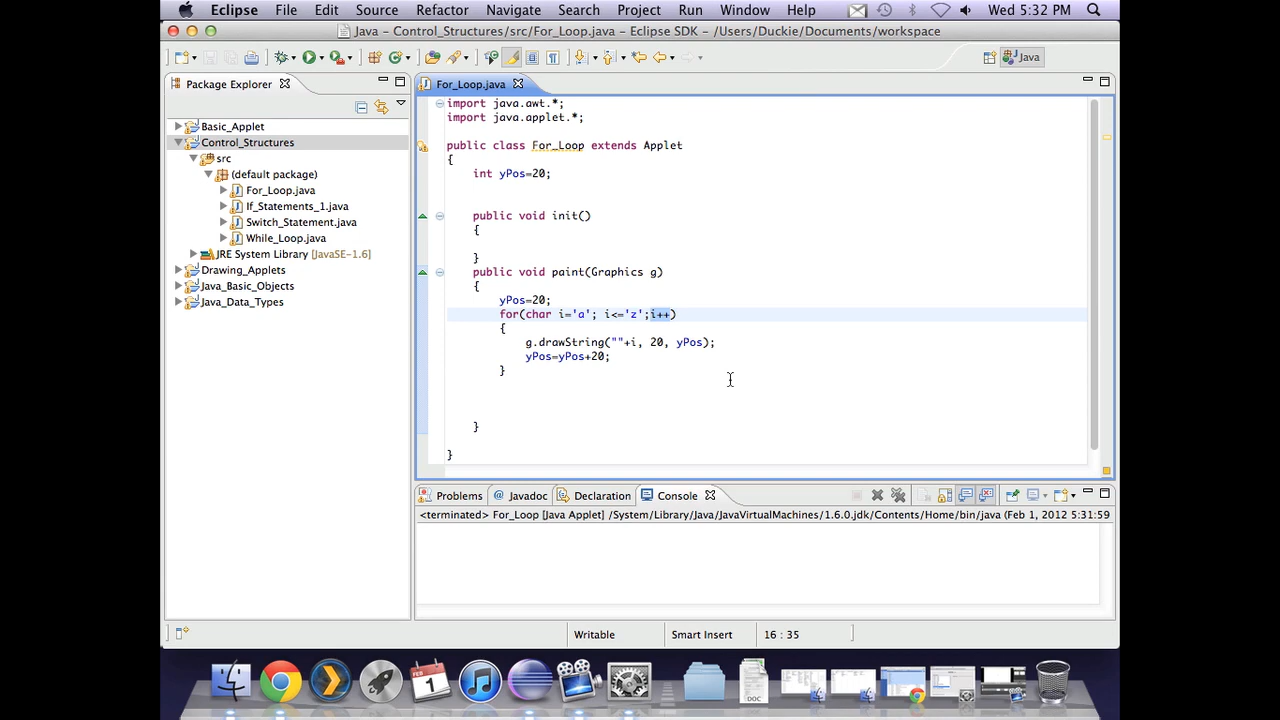 Eclipse File Edit Source Refactor Navigate Search Project Run Window Help Wed 5:32 PM
Java – Control_Structures/src/For_Loop.java – Eclipse SDK – /Users/Duckie/Documents/workspace
Java
Package Explorer
Basic_Applet
Control_Structures
src
(default package)
For_Loop.java
If_Statements_1.java
Switch_Statement.java
While_Loop.java
JRE System Library [JavaSE-1.6]
Drawing_Applets
Java_Basic_Objects
Java_Data_Types
For_Loop.java
import java.awt.*;
import java.applet.*;
public class For_Loop extends Applet
{
int yPos=20;
public void init()
{
}
public void paint(Graphics g)
{
yPos=20;
for(char i='a'; i<='z';i++)
{
g.drawString(""+i, 20, yPos);
yPos=yPos+20;
}
}
}
Problems @ Javadoc Declaration Console
<terminated> For_Loop [Java Applet] /System/Library/Java/JavaVirtualMachines/1.6.0.jdk/Contents/Home/bin/java (Feb 1, 2012 5:31:59
Writable Smart Insert 16 : 35
FEB
1
DOC